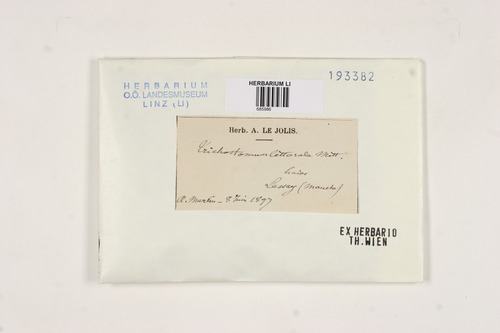 HERBARIUM
O.Ö. LANDESMUSEUM
LINZ (LI)
HERBARIUM LI
193382
Herb. A. LE JOLIS.
Trichostomum littorale Mitt.
Lessay (Manche)
A. Martin - 8 Juin 1897
EX HERBARIO
TH. WIEN